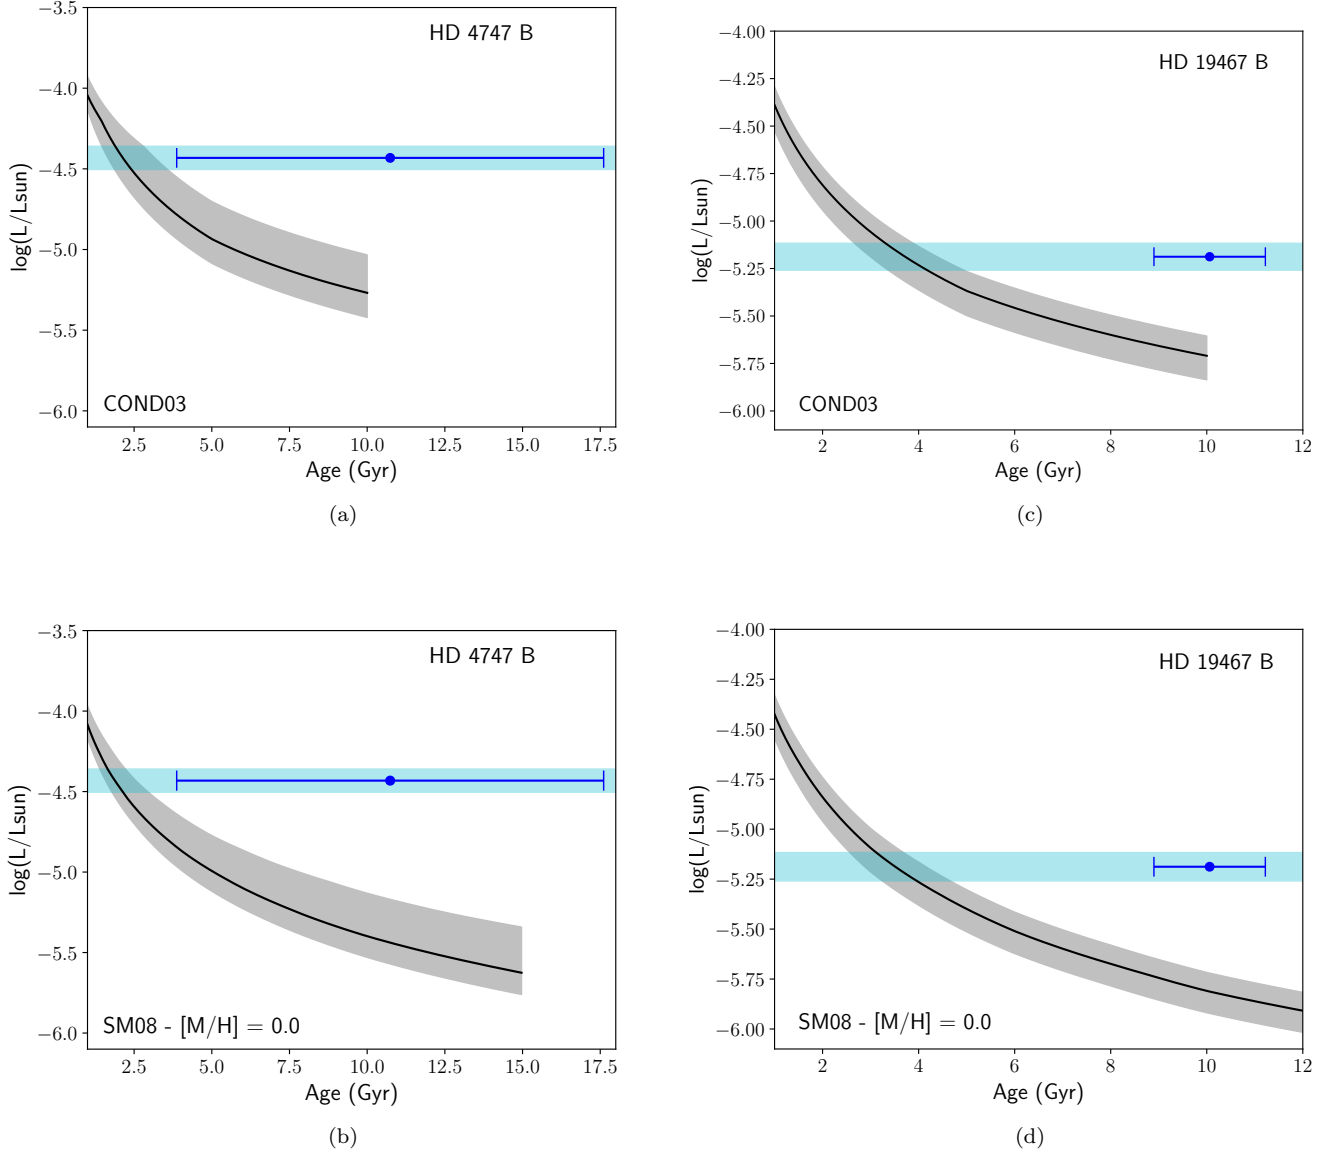 HD 4747 B
−3.5
−4.0
−4.5
−5.0
−5.5
−6.0
log(L/Lsun)
COND03
2.5 5.0 7.5 10.0 12.5 15.0 17.5
Age (Gyr)
(a)
HD 19467 B
−4.00
−4.25
−4.50
−4.75
−5.00
−5.25
−5.50
−5.75
−6.00
log(L/Lsun)
COND03
2 4 6 8 10 12
Age (Gyr)
(c)
HD 4747 B
−3.5
−4.0
−4.5
−5.0
−5.5
−6.0
log(L/Lsun)
SM08 - [M/H] = 0.0
2.5 5.0 7.5 10.0 12.5 15.0 17.5
Age (Gyr)
(b)
HD 19467 B
−4.00
−4.25
−4.50
−4.75
−5.00
−5.25
−5.50
−5.75
−6.00
log(L/Lsun)
SM08 - [M/H] = 0.0
2 4 6 8 10 12
Age (Gyr)
(d)